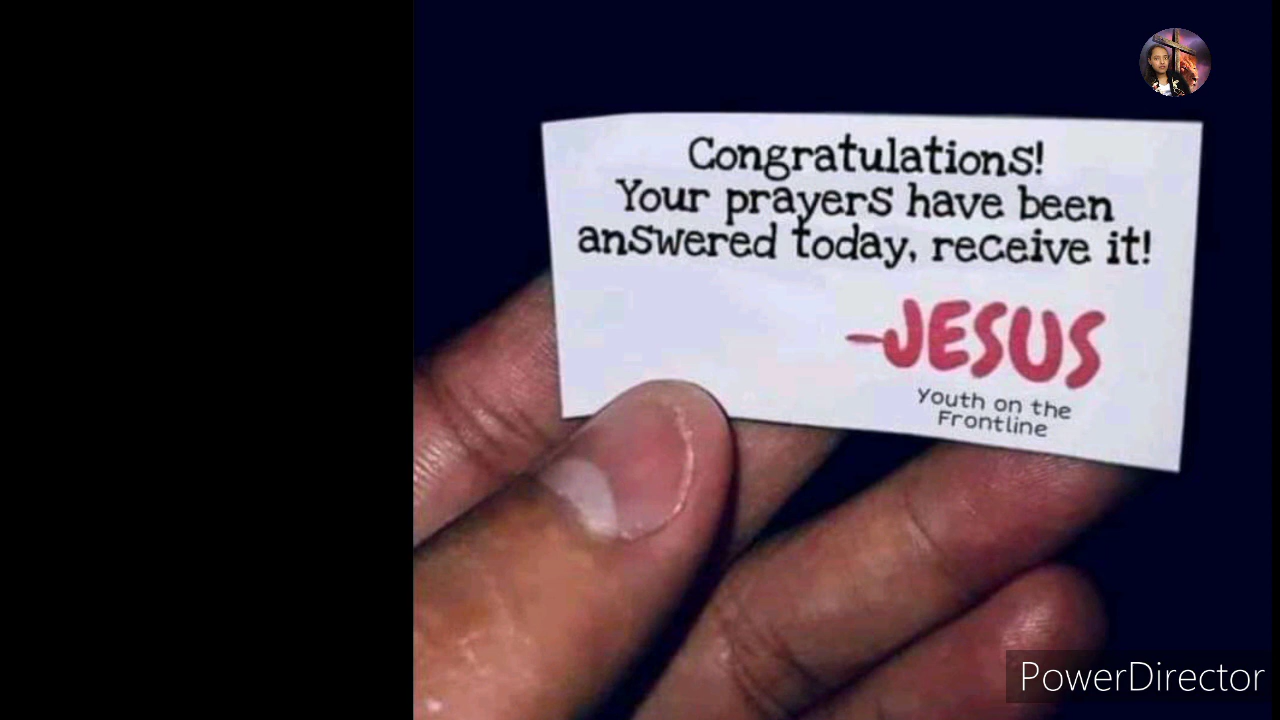 Congratulations!
Your prayers have been
answered today, receive it!
-JESUS
Youth on the
Frontline
PowerDirector